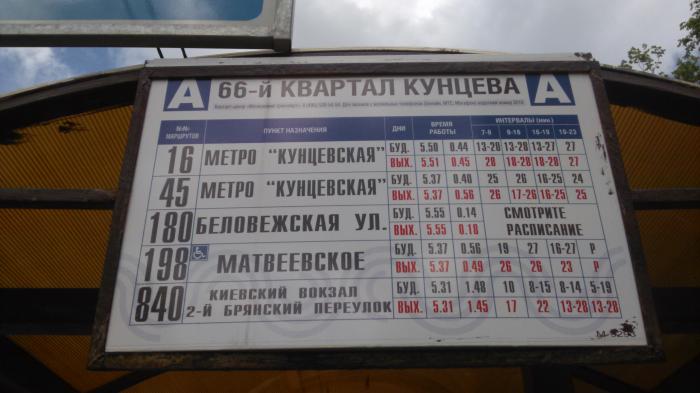 А 66-й КВАРТАЛ КУНЦЕВА А
№№ МАРШРУТОВ ПУНКТ НАЗНАЧЕНИЯ ДНИ ВРЕМЯ РАБОТЫ ИНТЕРВАЛЫ (мин.)
7-9 9-16 16-19 19-23
16 МЕТРО "КУНЦЕВСКАЯ" БУД. 5.50 0.44 13-28 13-28 13-27 27
ВЫХ. 5.51 0.45 28 18-28 18-28 27
45 МЕТРО "КУНЦЕВСКАЯ" БУД. 5.37 0.40 25 26 16-25 24
ВЫХ. 5.37 0.56 26 17-26 16-25 25
180 БЕЛОВЕЖСКАЯ УЛ. БУД. 5.55 0.14 СМОТРИТЕ
ВЫХ. 5.55 0.18 РАСПИСАНИЕ
198 МАТВЕЕВСКОЕ БУД. 5.37 0.56 19 27 16-27 Р
ВЫХ. 5.37 0.49 26 26 23 Р
840 КИЕВСКИЙ ВОКЗАЛ БУД. 5.31 1.48 10 8-15 8-14 5-19
2-Й БРЯНСКИЙ ПЕРЕУЛОК ВЫХ. 5.31 1.45 17 22 13-28 13-28